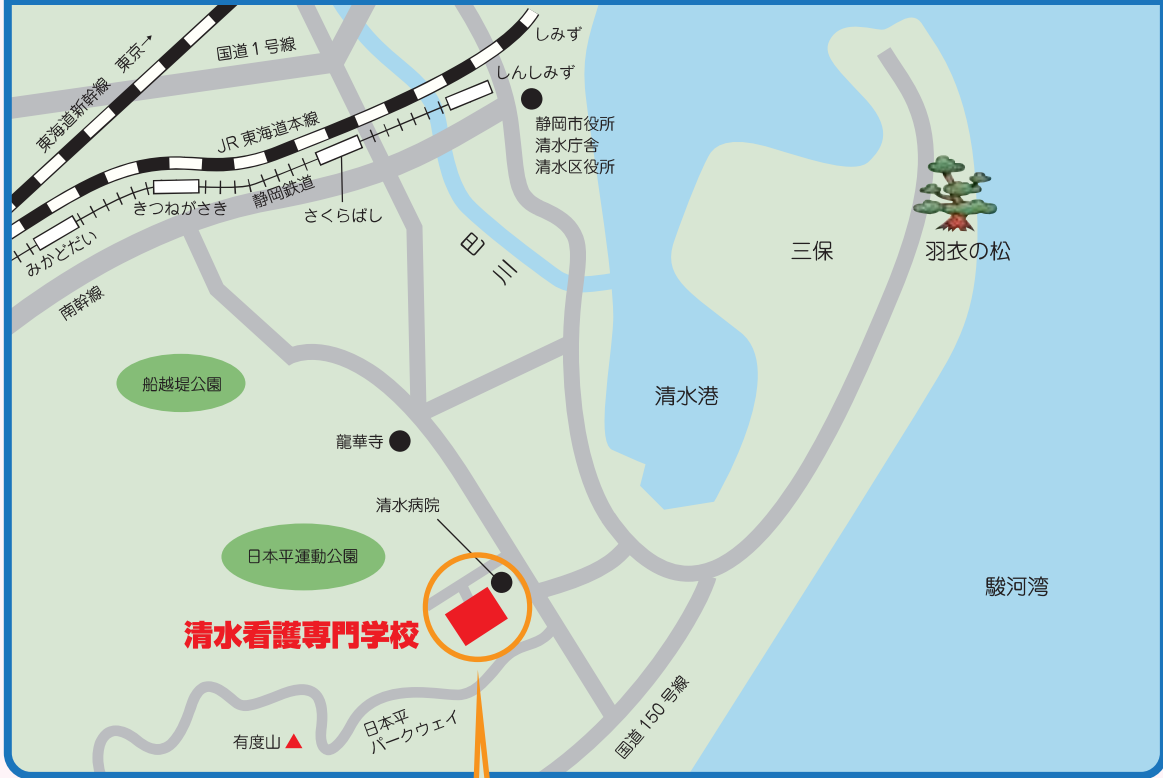 しみず
東京→
国道1号線
しんしみず
東海道新幹線
静岡市役所
清水庁舎
清水区役所
JR東海道本線
静岡鉄道
きつねがさき
さくらばし
みかどだい
巴川
三保
羽衣の松
南幹線
船越堤公園
清水港
龍華寺
清水病院
日本平運動公園
駿河湾
清水看護専門学校
国道150号線
日本平
パークウェイ
有度山